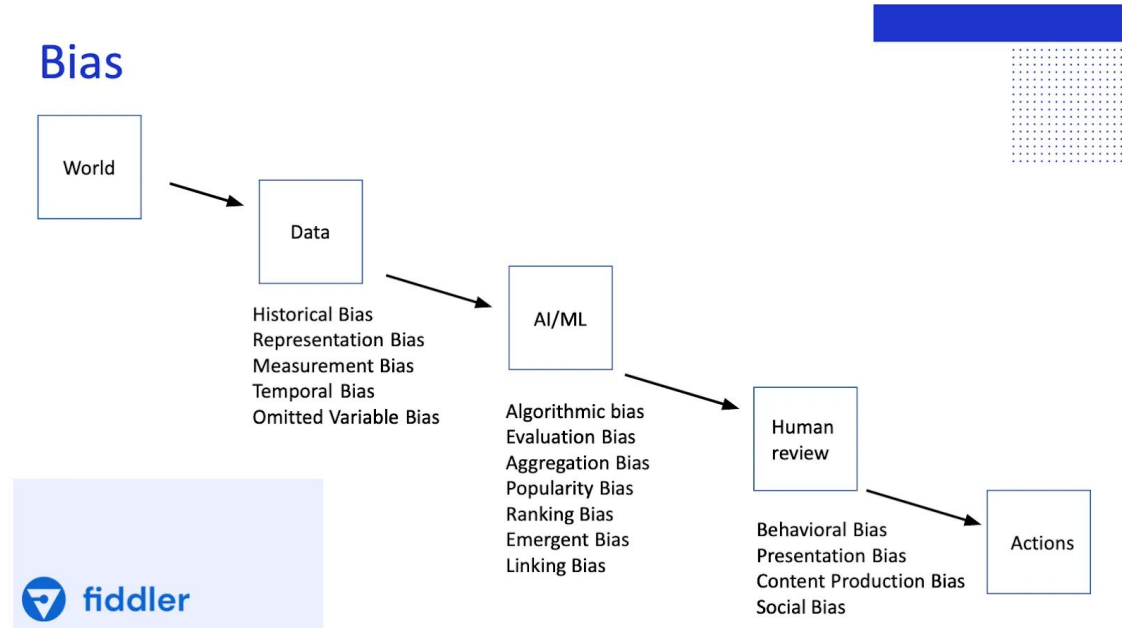 Bias
World
Data
Historical Bias
Representation Bias
Measurement Bias
Temporal Bias
Omitted Variable Bias
AI/ML
Algorithmic bias
Evaluation Bias
Aggregation Bias
Popularity Bias
Ranking Bias
Emergent Bias
Linking Bias
Human
review
Behavioral Bias
Presentation Bias
Content Production Bias
Social Bias
Actions
fiddler